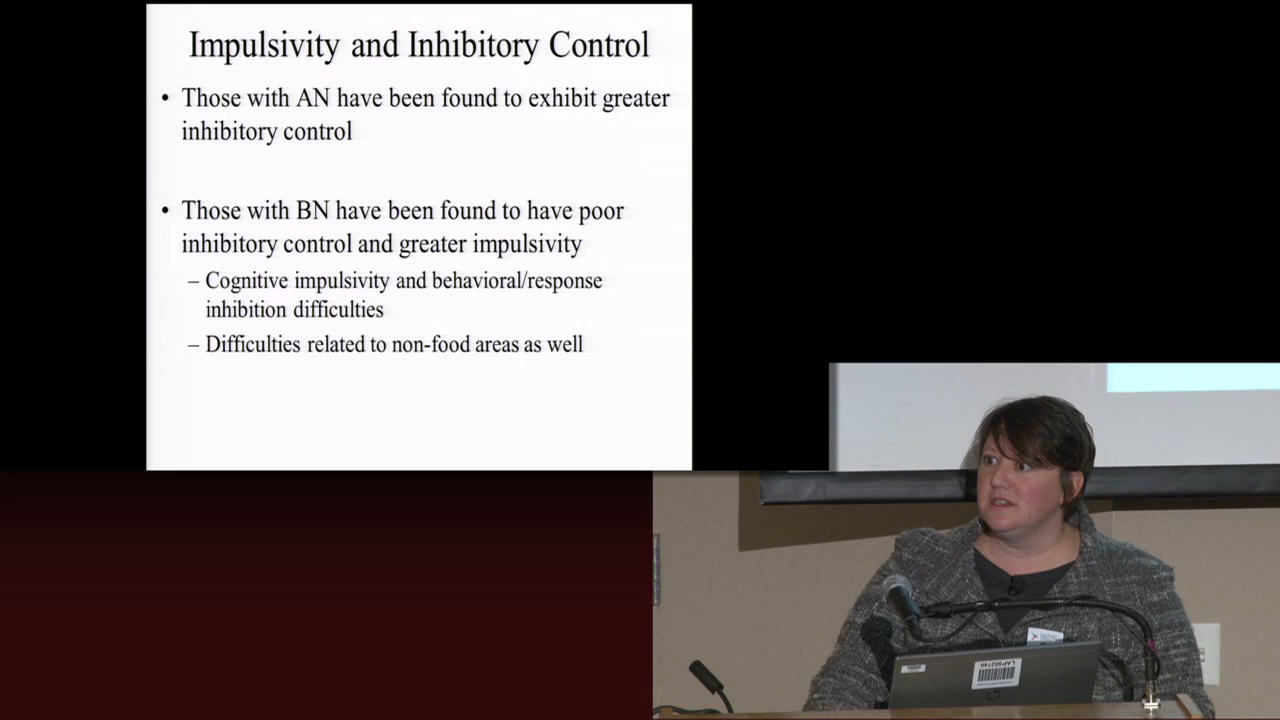 Impulsivity and Inhibitory Control
• Those with AN have been found to exhibit greater
inhibitory control
• Those with BN have been found to have poor
inhibitory control and greater impulsivity
– Cognitive impulsivity and behavioral/response
inhibition difficulties
– Difficulties related to non-food areas as well
LAP502740
hp